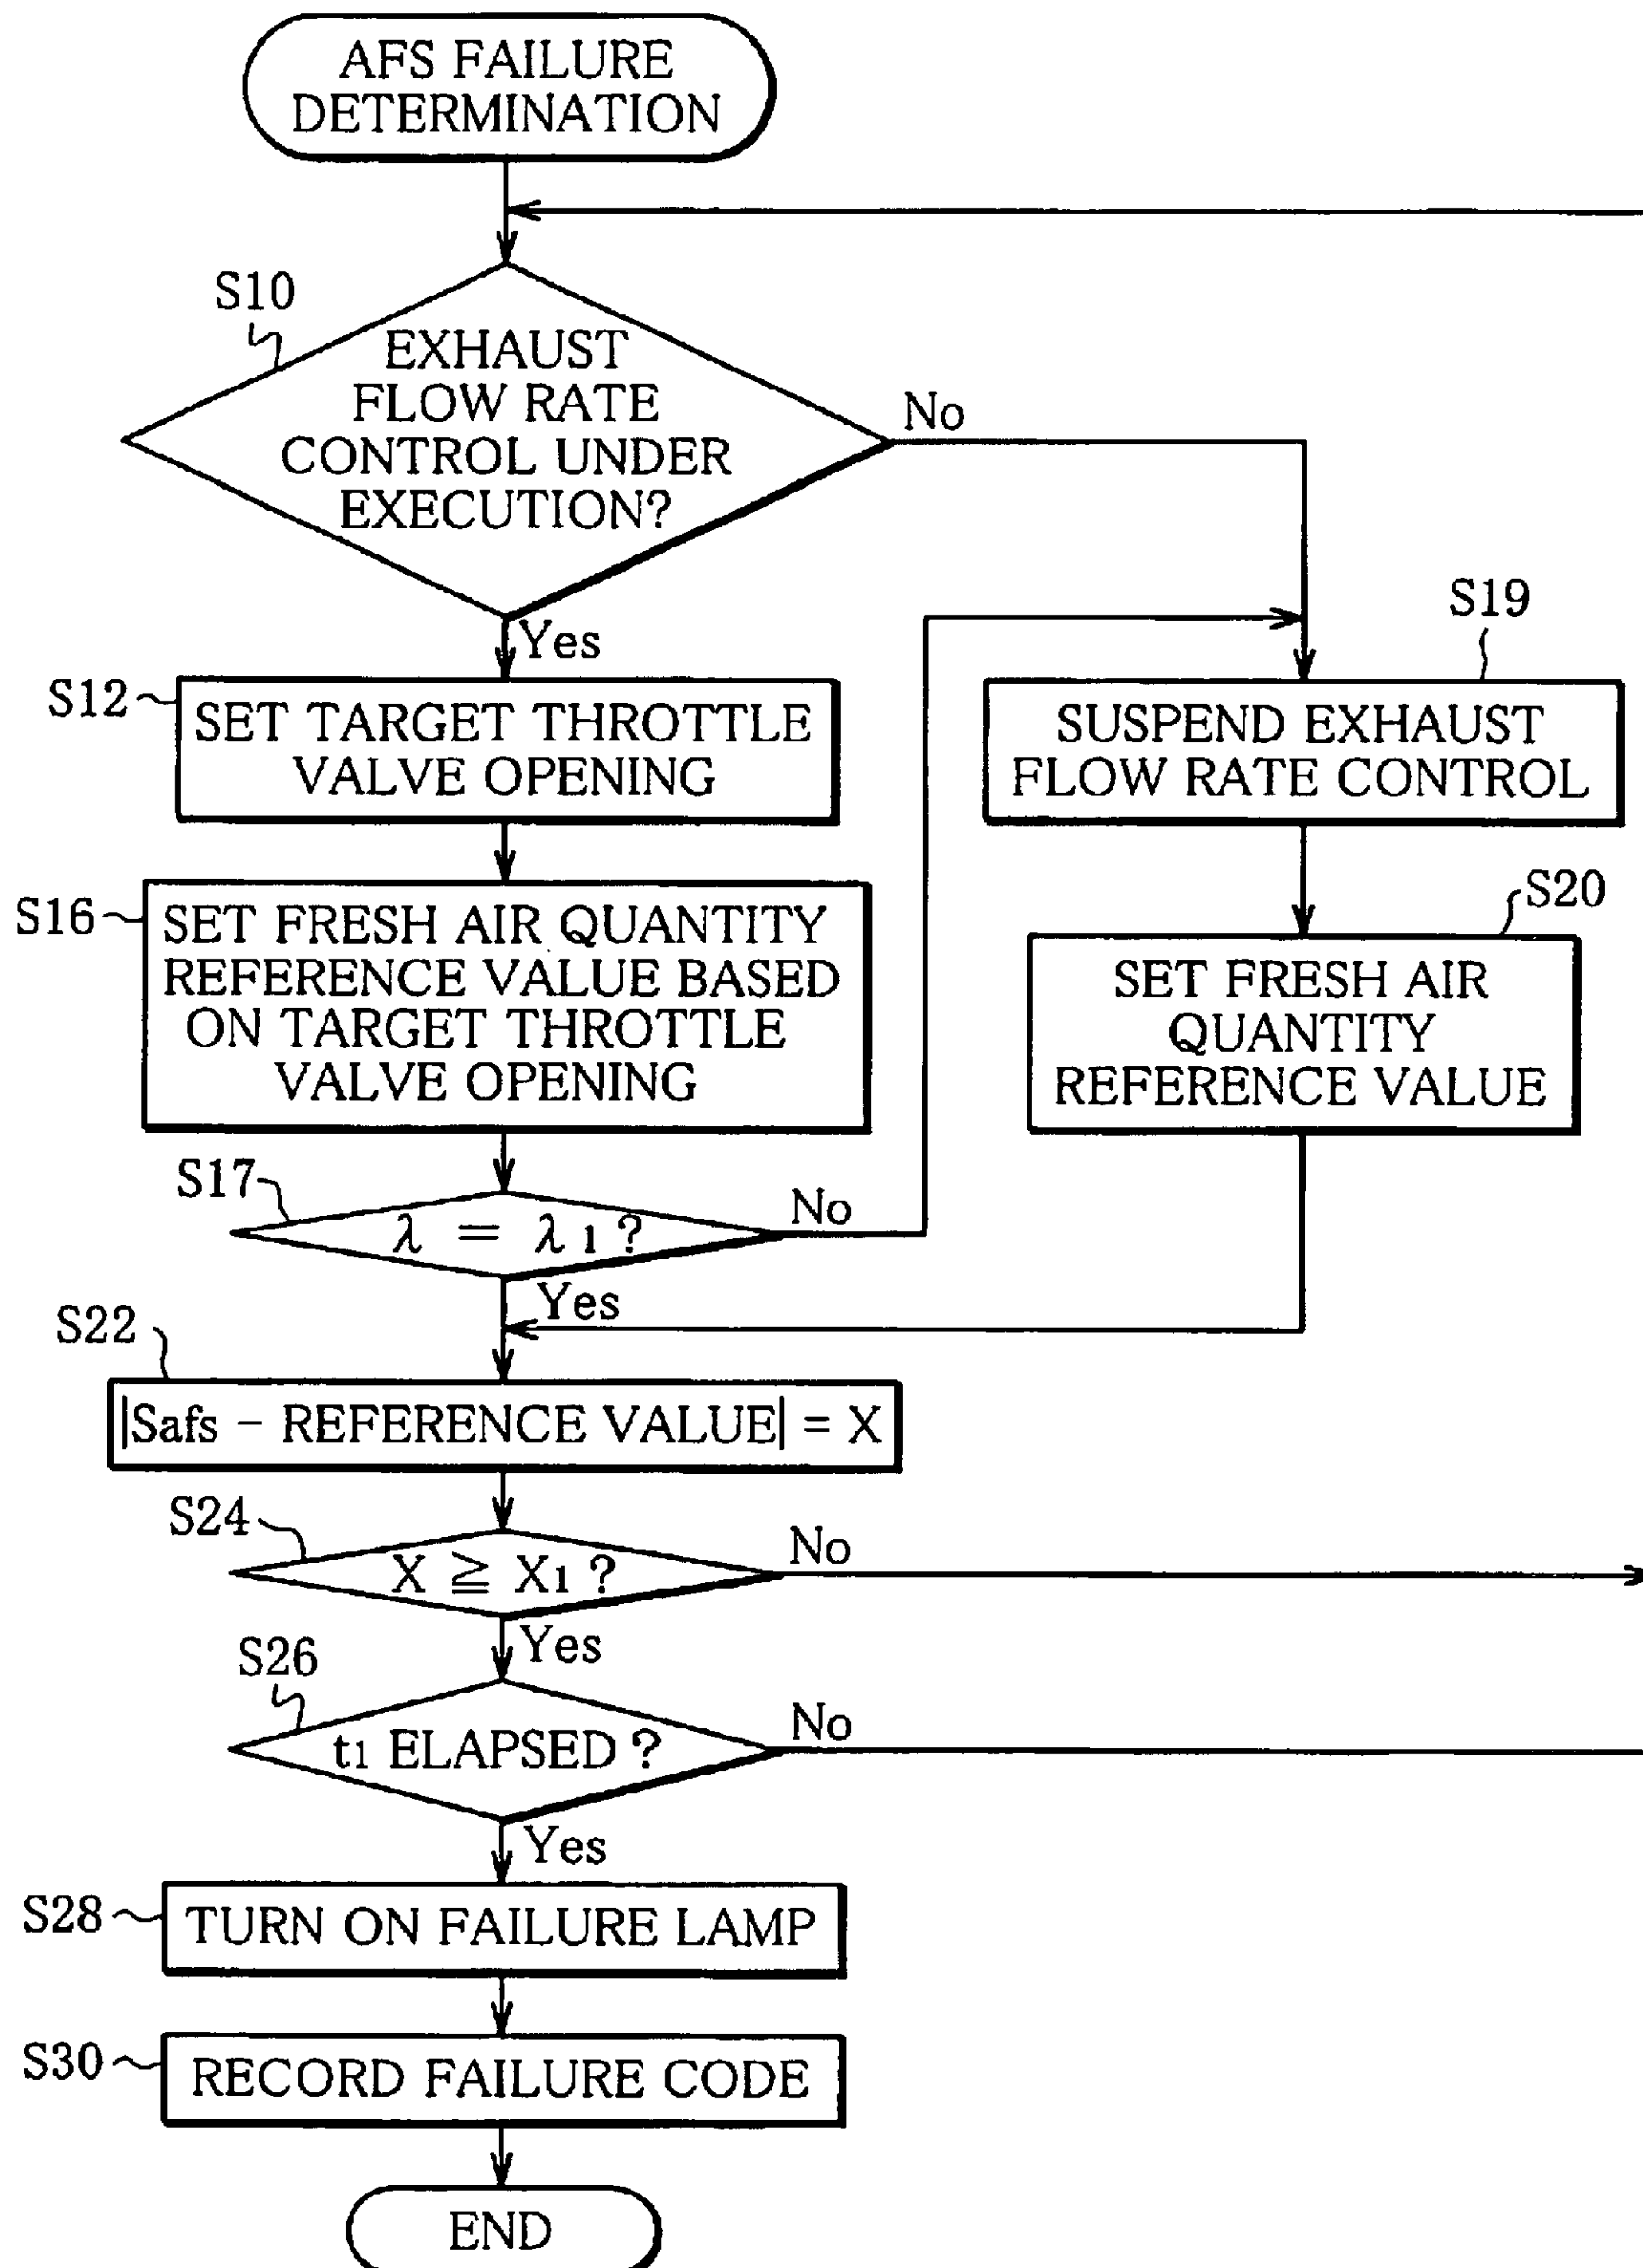 AFS FAILURE
DETERMINATION
S10
EXHAUST
FLOW RATE
CONTROL UNDER
EXECUTION?
No
Yes
S12
SET TARGET THROTTLE
VALVE OPENING
S19
SUSPEND EXHAUST
FLOW RATE CONTROL
S16
SET FRESH AIR QUANTITY
REFERENCE VALUE BASED
ON TARGET THROTTLE
VALVE OPENING
S20
SET FRESH AIR
QUANTITY
REFERENCE VALUE
S17
λ = λ1?
No
Yes
S22
|Safs - REFERENCE VALUE| = X
S24
X ≧ X1?
No
Yes
S26
t1 ELAPSED ?
No
Yes
S28
TURN ON FAILURE LAMP
S30
RECORD FAILURE CODE
END